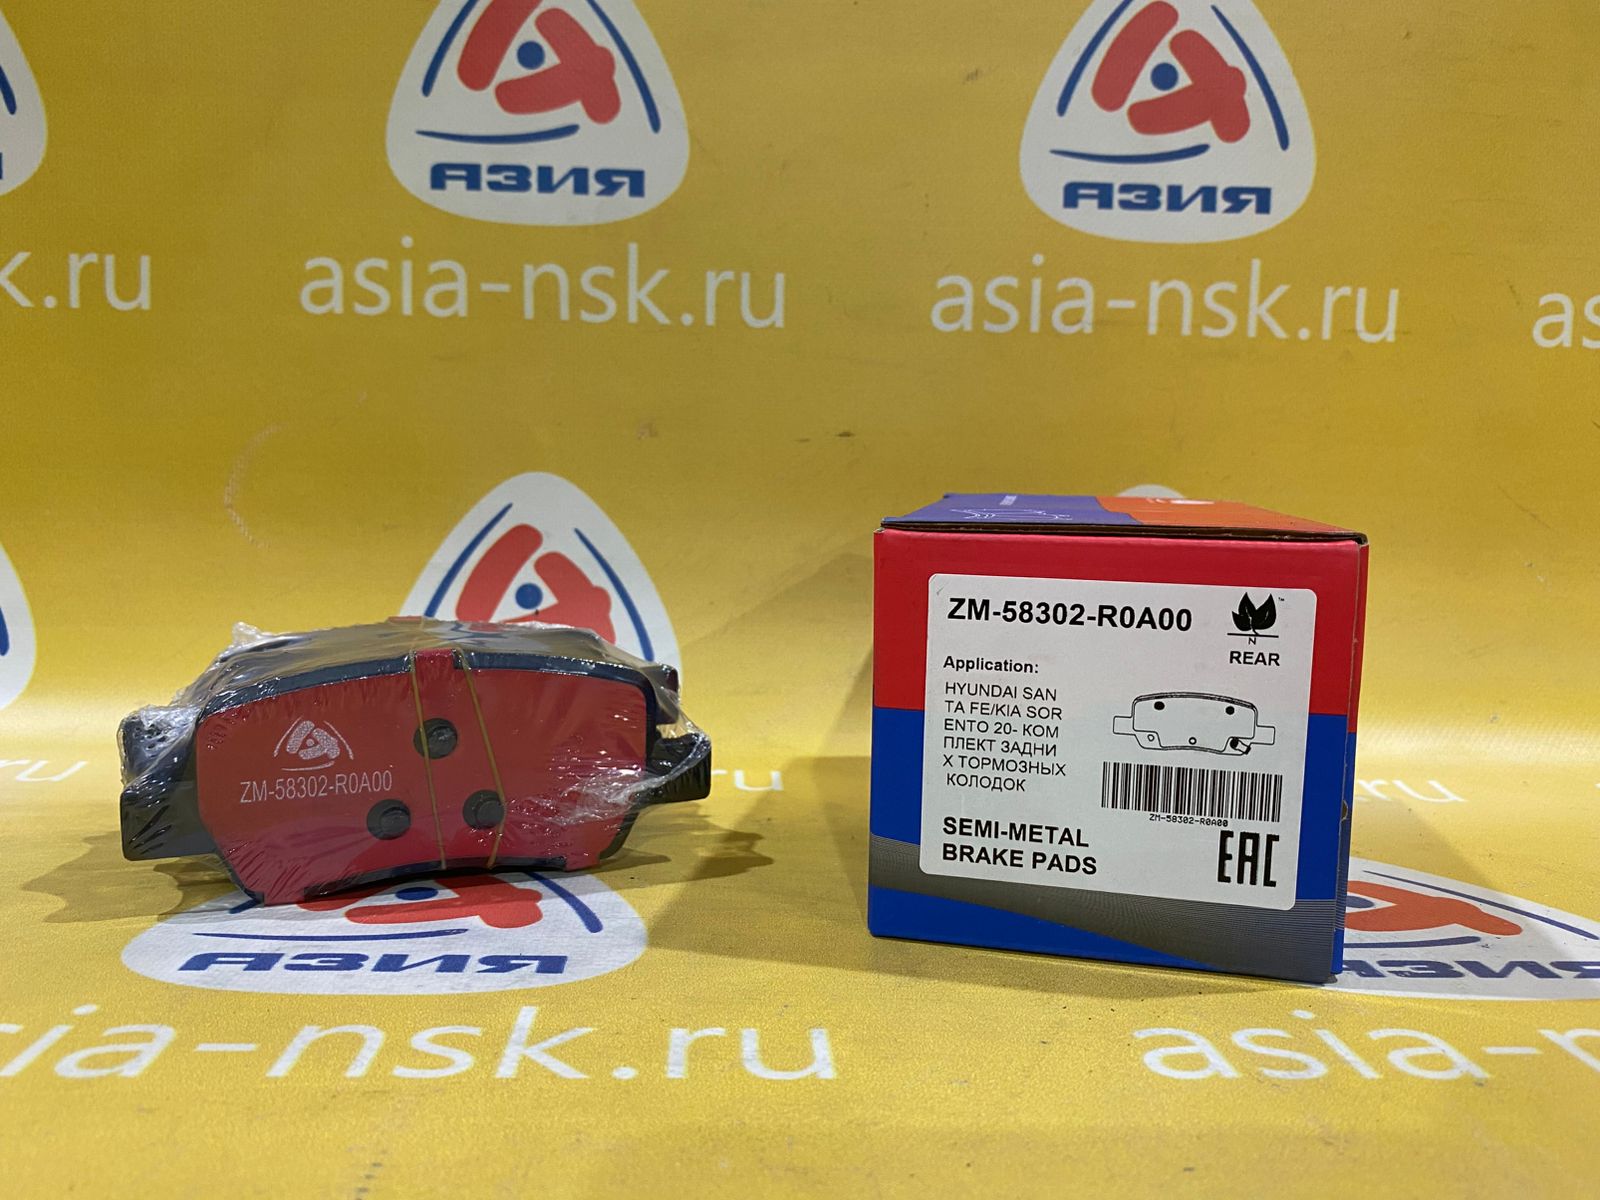 АЗИЯ
АЗИЯ
k.ru
asia-nsk.ru
asia-nsk.ru
as
ZM-58302-R0A00
ZM-58302-R0A00
REAR
N
Application:
HYUNDAI SAN
TA FE/KIA SOR
ENTO 20- КОМ
ПЛЕКТ ЗАДНИ
Х ТОРМОЗНЫХ
КОЛОДОК
ZM-58302-R0A00
SEMI-METAL
BRAKE PADS
EAC
ru
АЗИЯ
asia-nsk.ru
asia-n